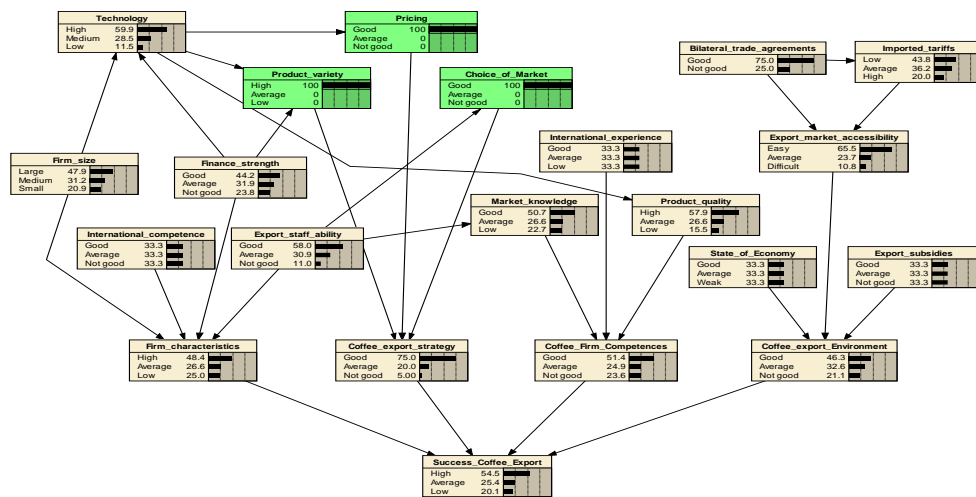 Technology
High 59.9
Medium 28.5
Low 11.5
Pricing
Good 100
Average 0
Not good 0
Bilateral_trade_agreements
Good 75.0
Not good 25.0
Imported_tariffs
Low 43.8
Average 36.2
High 20.0
Product_variety
High 100
Average 0
Low 0
Choice_of_Market
Good 100
Average 0
Not good 0
International_experience
Good 33.3
Average 33.3
Low 33.3
Export_market_accessibility
Easy 65.5
Average 23.7
Difficult 10.8
Firm_size
Large 47.9
Medium 31.2
Small 20.9
Finance_strength
Good 44.2
Average 31.9
Not good 23.8
Market_knowledge
Good 50.7
Average 26.6
Low 22.7
Product_quality
High 57.9
Average 26.6
Low 15.5
International_competence
Good 33.3
Average 33.3
Not good 33.3
Export_staff_ability
Good 58.0
Average 30.9
Not good 11.0
State_of_Economy
Good 33.3
Average 33.3
Weak 33.3
Export_subsidies
Good 33.3
Average 33.3
Not good 33.3
Firm_characteristics
High 48.4
Average 26.6
Low 25.0
Coffee_export_strategy
Good 75.0
Average 20.0
Not good 5.00
Coffee_Firm_Competences
Good 51.4
Average 24.9
Not good 23.6
Coffee_export_Environment
Good 46.3
Average 32.6
Not good 21.1
Success_Coffee_Export
High 54.5
Average 25.4
Low 20.1